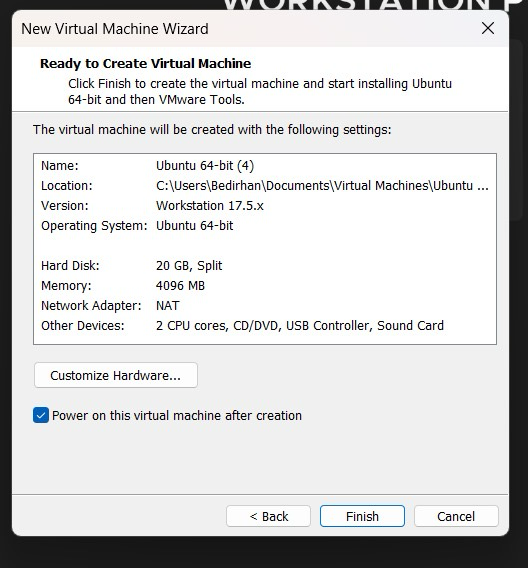 WORKSTATION P
New Virtual Machine Wizard
Ready to Create Virtual Machine
Click Finish to create the virtual machine and start installing Ubuntu
64-bit and then VMware Tools.
The virtual machine will be created with the following settings:
Name: Ubuntu 64-bit (4)
Location: C:\Users\Bedirhan\Documents\Virtual Machines\Ubuntu ...
Version: Workstation 17.5.x
Operating System: Ubuntu 64-bit
Hard Disk: 20 GB, Split
Memory: 4096 MB
Network Adapter: NAT
Other Devices: 2 CPU cores, CD/DVD, USB Controller, Sound Card
Customize Hardware...
Power on this virtual machine after creation
< Back Finish Cancel